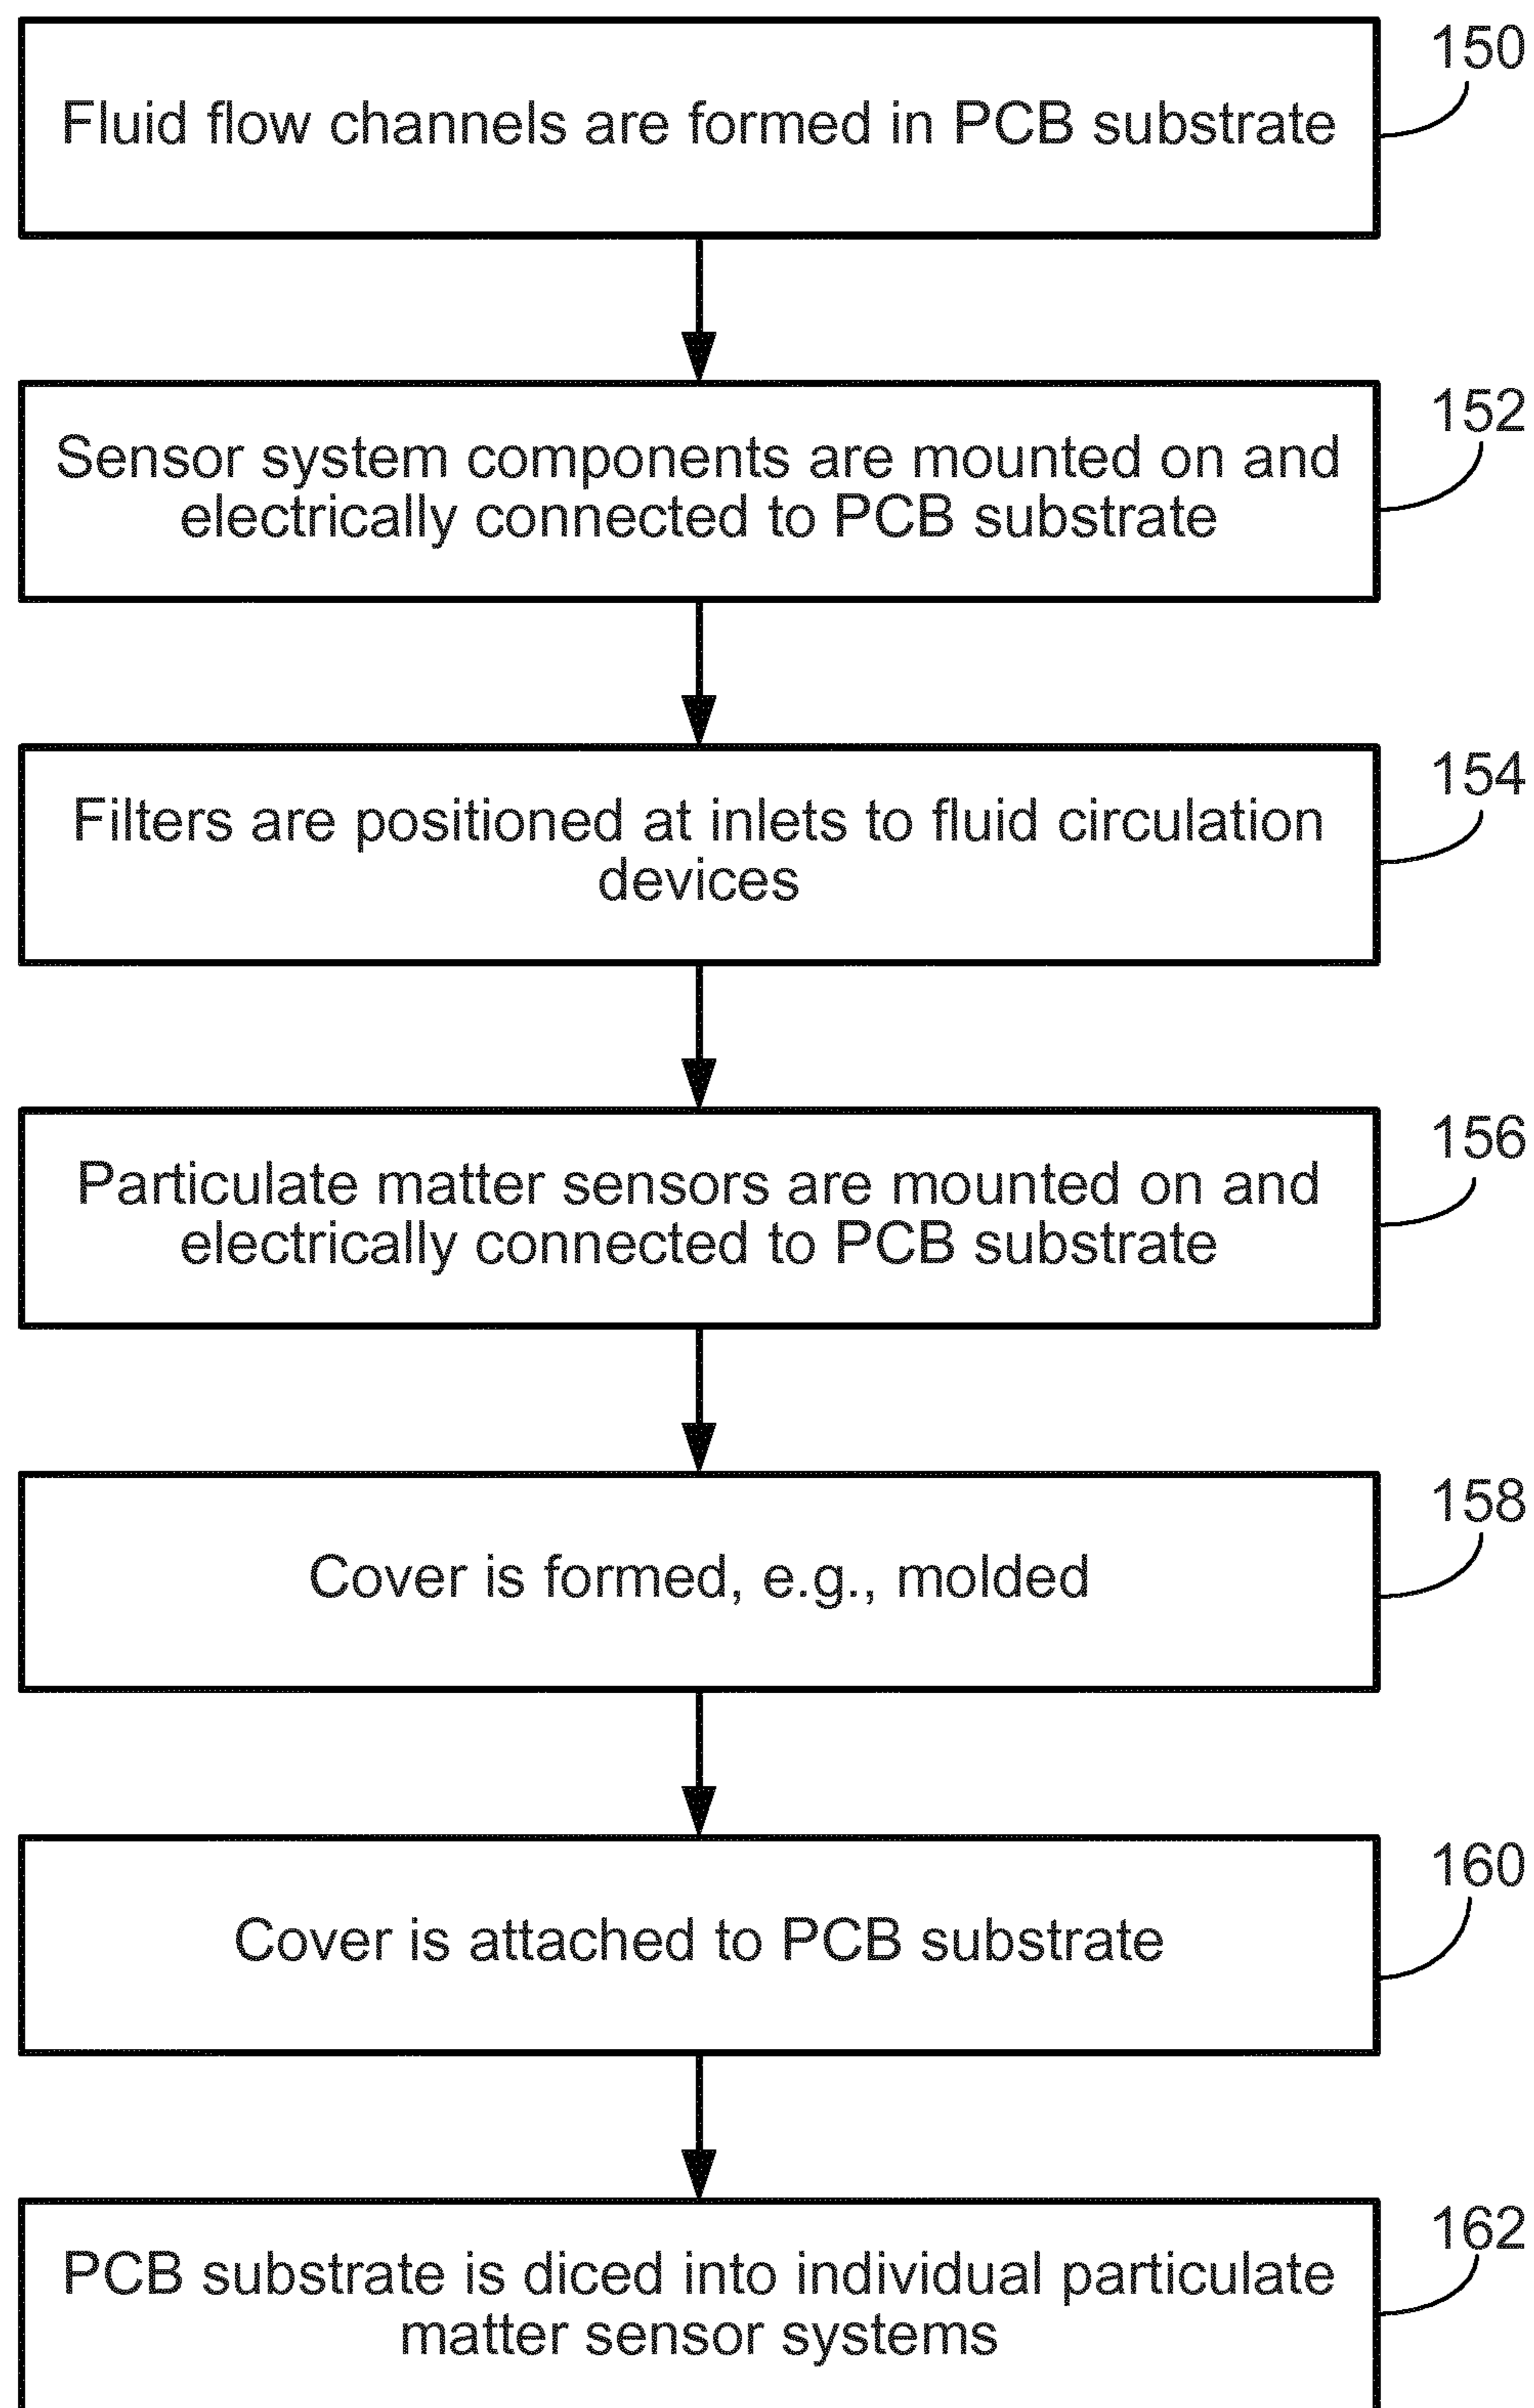 150
Fluid flow channels are formed in PCB substrate
152
Sensor system components are mounted on and
electrically connected to PCB substrate
154
Filters are positioned at inlets to fluid circulation
devices
156
Particulate matter sensors are mounted on and
electrically connected to PCB substrate
158
Cover is formed, e.g., molded
160
Cover is attached to PCB substrate
162
PCB substrate is diced into individual particulate
matter sensor systems